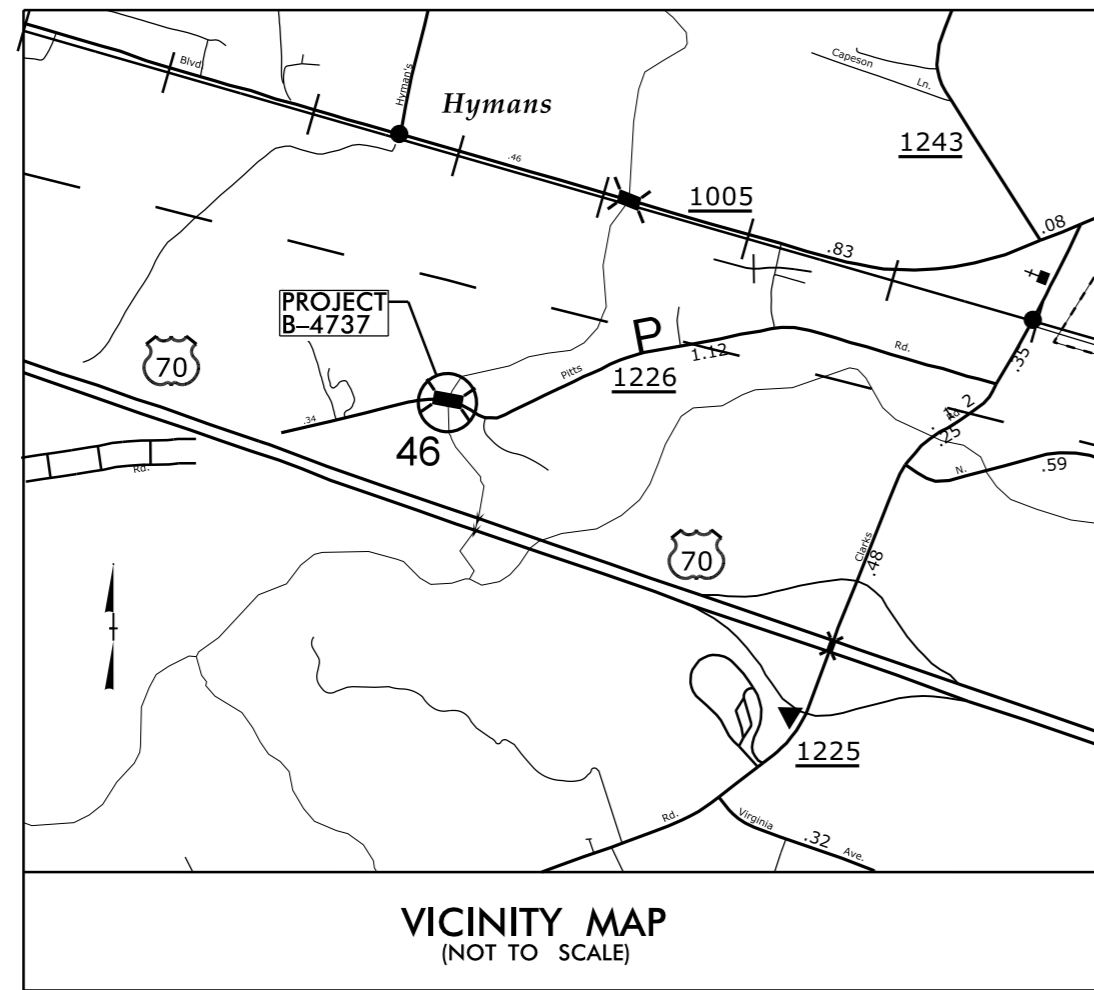 Blvd.
Hyman's
Hymans
.46
Capeson
Ln.
1243
1005
.83
.08
PROJECT
B–4737
70
P
1.12
Pitts
Rd.
1226
.35
.34
46
.25
N.
.59
Rd.
70
Clarks
.48
1225
Rd.
Virginia
.32
Ave.
VICINITY MAP
(NOT TO SCALE)